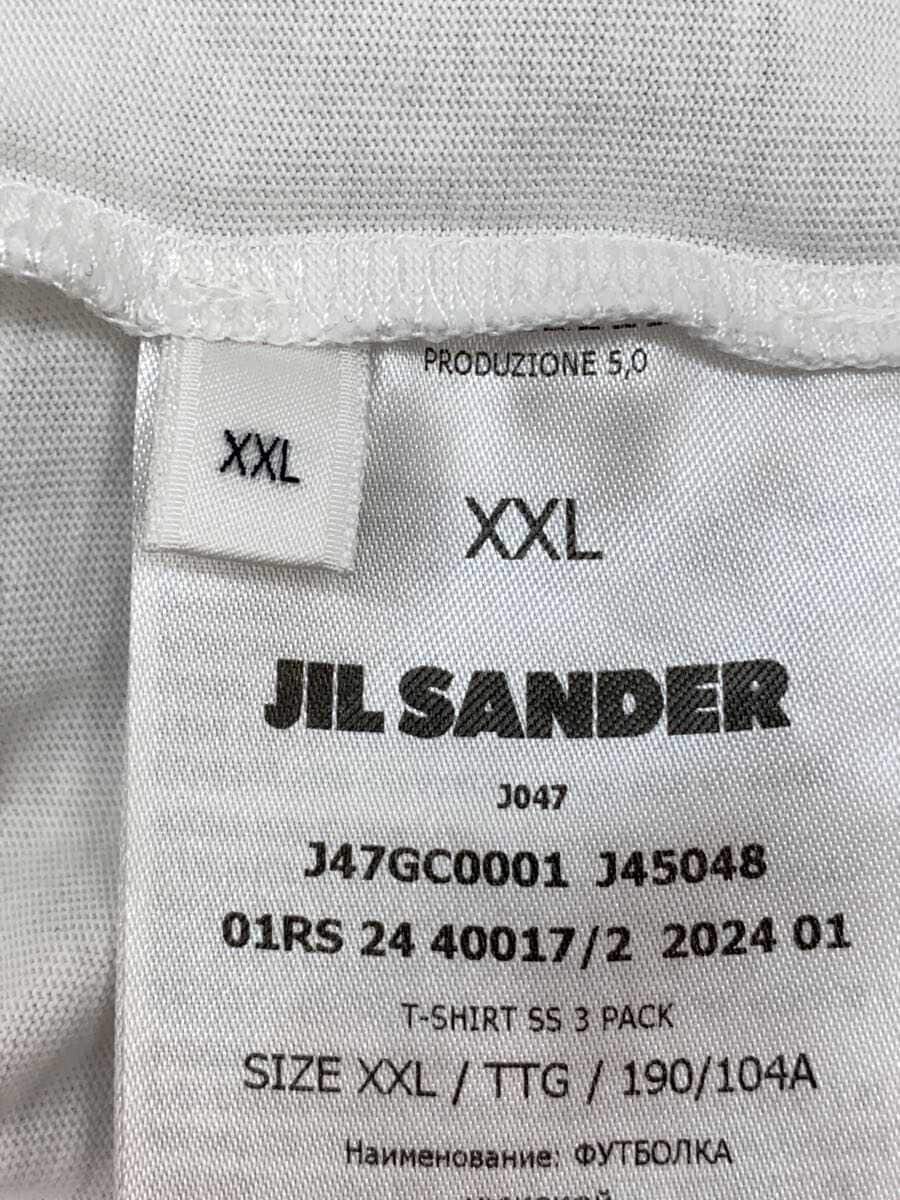 PRODUZIONE 5,0
XXL
XXL
JIL SANDER
J047
J47GC0001 J45048
01RS 24 40017/2 2024 01
T-SHIRT SS 3 PACK
SIZE XXL / TTG / 190/104A
Наименование: ФУТБОЛКА